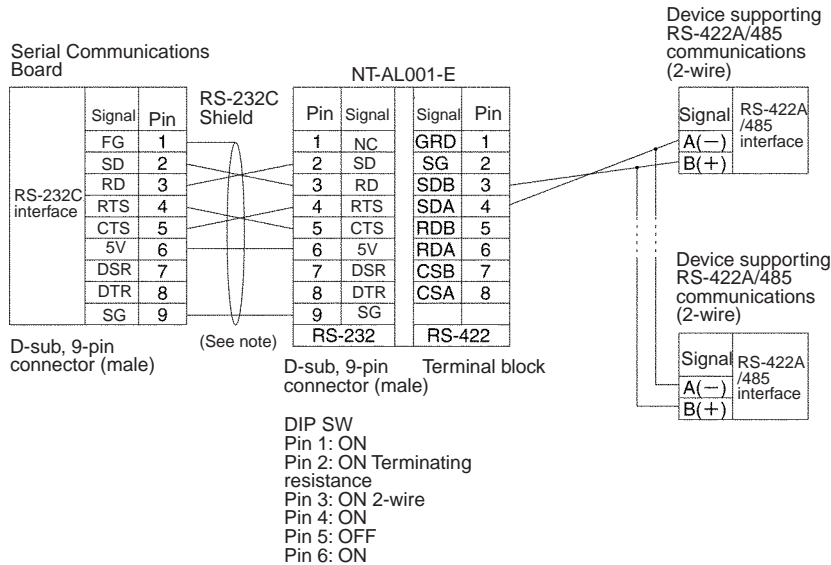 Serial Communications
Board
RS-232C
interface
Signal Pin
FG 1
SD 2
RD 3
RTS 4
CTS 5
5V 6
DSR 7
DTR 8
SG 9
D-sub, 9-pin
connector (male)
RS-232C
Shield
(See note)
NT-AL001-E
Pin Signal Signal Pin
1 NC GRD 1
2 SD SG 2
3 RD SDB 3
4 RTS SDA 4
5 CTS RDB 5
6 5V RDA 6
7 DSR CSB 7
8 DTR CSA 8
9 SG
RS-232 RS-422
D-sub, 9-pin
connector (male)
Terminal block
DIP SW
Pin 1: ON
Pin 2: ON Terminating
resistance
Pin 3: ON 2-wire
Pin 4: ON
Pin 5: OFF
Pin 6: ON
Device supporting
RS-422A/485
communications
(2-wire)
Signal
A(−)
B(+)
RS-422A
/485
interface
Device supporting
RS-422A/485
communications
(2-wire)
Signal
A(−)
B(+)
RS-422A
/485
interface